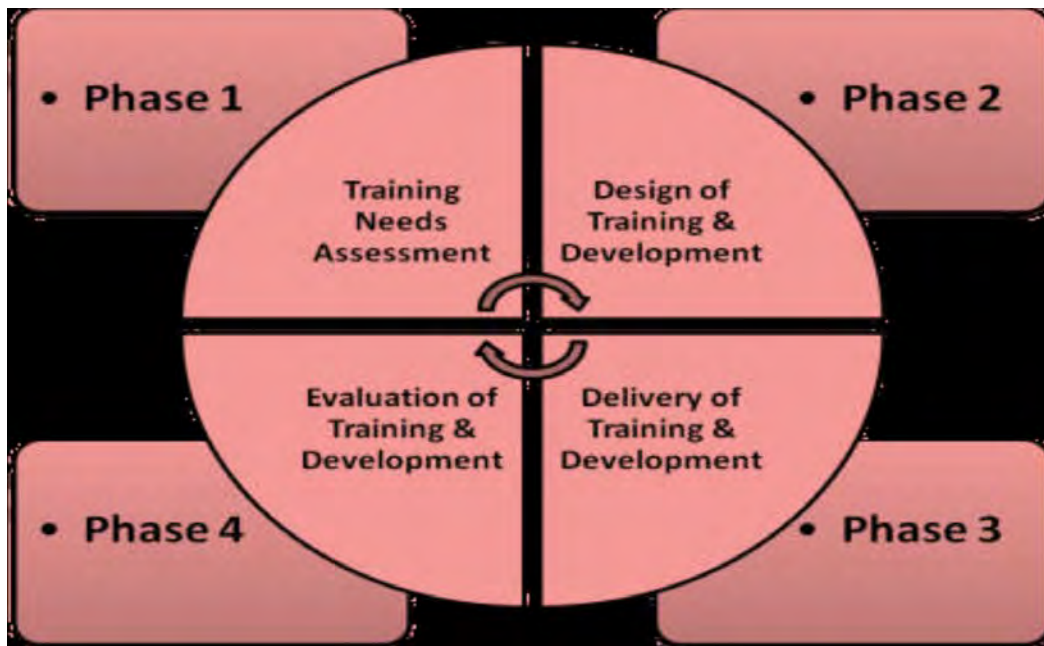 • Phase 1
Training
Needs
Assessment
• Phase 2
Design of
Training &
Development
• Phase 3
Delivery of
Training &
Development
• Phase 4
Evaluation of
Training &
Development